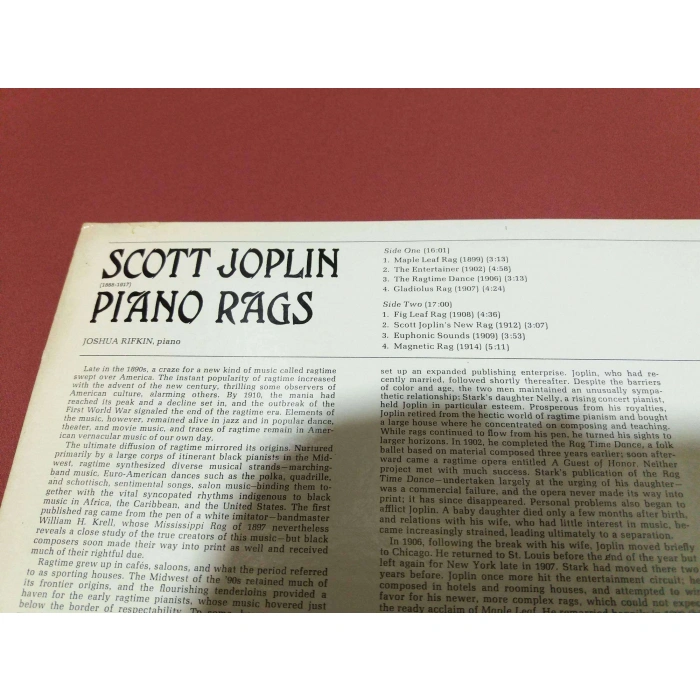 SCOTT JOPLIN
(1868-1917)
PIANO RAGS
JOSHUA RIFKIN, piano
Side One (16:01)
1. Maple Leaf Rag (1899) (3:13)
2. The Entertainer (1902) (4:58)
3. The Ragtime Dance (1906) (3:13)
4. Gladiolus Rag (1907) (4:24)
Side Two (17:00)
1. Fig Leaf Rag (1908) (4:36)
2. Scott Joplin's New Rag (1912) (3:07)
3. Euphonic Sounds (1909) (3:53)
4. Magnetic Rag (1914) (5:11)
Late in the 1890s, a craze for a new kind of music called ragtime
swept over America. The instant popularity of ragtime increased
with the advent of the new century, thrilling some observers of
American culture, alarming others. By 1910, the mania had
reached its peak and a decline set in, and the outbreak of the
First World War signaled the end of the ragtime era. Elements of
the music, however, remained alive in jazz and in popular dance,
theater, and movie music, and traces of ragtime remain in Amer-
ican vernacular music of our own day.
The ultimate diffusion of ragtime mirrored its origins. Nurtured
primarily by a large corps of itinerant black pianists in the Mid-
west, ragtime synthesized diverse musical strands—marching-
band music, Euro-American dances such as the polka, quadrille,
and schottisch, sentimental songs, salon music—binding them to-
gether with the vital syncopated rhythms indigenous to black
music in Africa, the Caribbean, and the United States. The first
published rag came from the pen of a white imitator—bandmaster
William H. Krell, whose Mississippi Rag of 1897 nevertheless
reveals a close study of the true creators of this music—but black
composers soon made their way into print as well and received
much of their rightful due.
Ragtime grew up in cafés, saloons, and what the period referred
to as sporting houses. The Midwest of the '90s retained much of
its frontier origins, and the flourishing tenderloins provided a
haven for the early ragtime pianists, whose music hovered just
below the border of respectability. To some
set up an expanded publishing enterprise. Joplin, who had re-
cently married, followed shortly thereafter. Despite the barriers
of color and age, the two men maintained an unusually sympa-
thetic relationship: Stark's daughter Nelly, a rising concert pianist,
held Joplin in particular esteem. Prosperous from his royalties,
Joplin retired from the hectic world of ragtime pianism and bought
a large house where he concentrated on composing and teaching.
While rags continued to flow from his pen, he turned his sights to
larger horizons. In 1902, he completed the Rag Time Dance, a folk
ballet based on material composed three years earlier; soon after-
ward came a ragtime opera entitled A Guest of Honor. Neither
project met with much success. Stark's publication of the Rag
Time Dance—undertaken largely at the urging of his daughter—
was a commercial failure, and the opera never made its way into
print; it has since disappeared. Personal problems also began to
afflict Joplin. A baby daughter died only a few months after birth,
and relations with his wife, who had little interest in music, be-
came increasingly strained, leading ultimately to a separation.
In 1906, following the break with his wife, Joplin moved briefly
to Chicago. He returned to St. Louis before the end of the year but
left again for New York late in 1907. Stark had moved there two
years before. Joplin once more hit the entertainment circuit; he
composed in hotels and rooming houses, and attempted to win
favor for his newer, more complex rags, which could not expect
the ready acclaim of Maple Leaf. He remarried